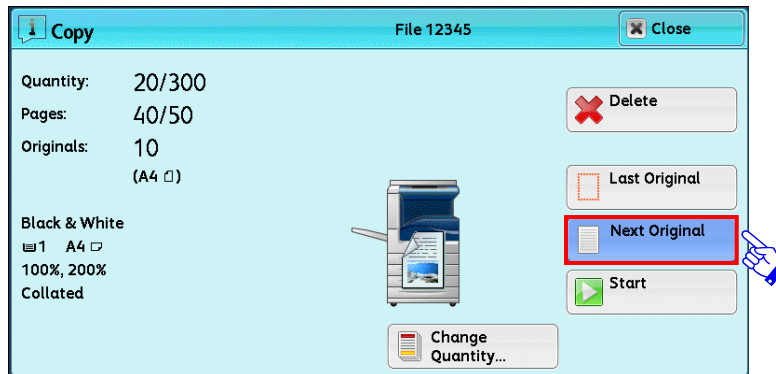 Copy File 12345 Close
Quantity: 20/300
Pages: 40/50
Originals: 10
(A4)
Delete
Last Original
Next Original
Start
Black & White
1 A4
100%, 200%
Collated
Change
Quantity...